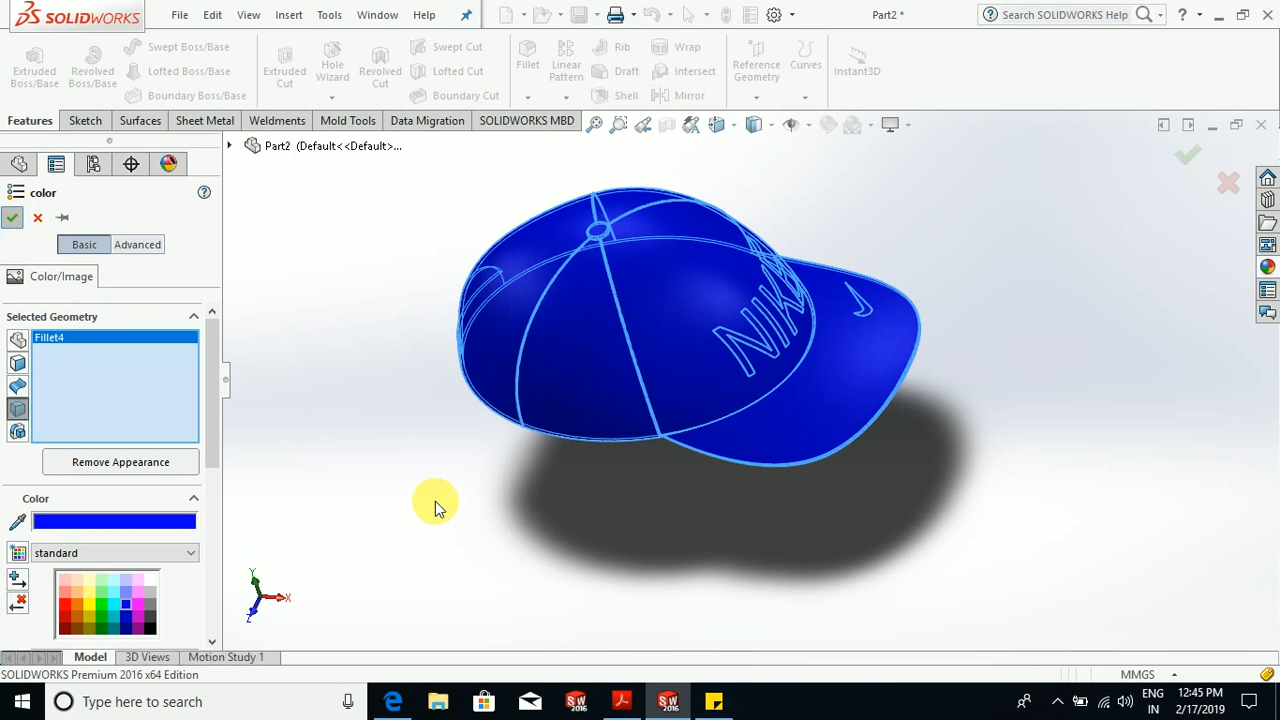 SOLIDWORKS
File Edit View Insert Tools Window Help
Part2 *
Search SOLIDWORKS Help
?
Extruded Boss/Base
Revolved Boss/Base
Swept Boss/Base
Lofted Boss/Base
Boundary Boss/Base
Extruded Cut
Hole Wizard
Revolved Cut
Swept Cut
Lofted Cut
Boundary Cut
Fillet
Linear Pattern
Rib
Draft
Shell
Wrap
Intersect
Mirror
Reference Geometry
Curves
Instant3D
Features Sketch Surfaces Sheet Metal Weldments Mold Tools Data Migration SOLIDWORKS MBD
Part2 (Default<<Default>...
color
?
Basic Advanced
Color/Image
Selected Geometry
Fillet4
Remove Appearance
Color
standard
NIKE
Y
X
Z
Model 3D Views Motion Study 1
SOLIDWORKS Premium 2016 x64 Edition
MMGS
Type here to search
SW 2016
SW 2016
ENG
IN
12:45 PM
2/17/2019